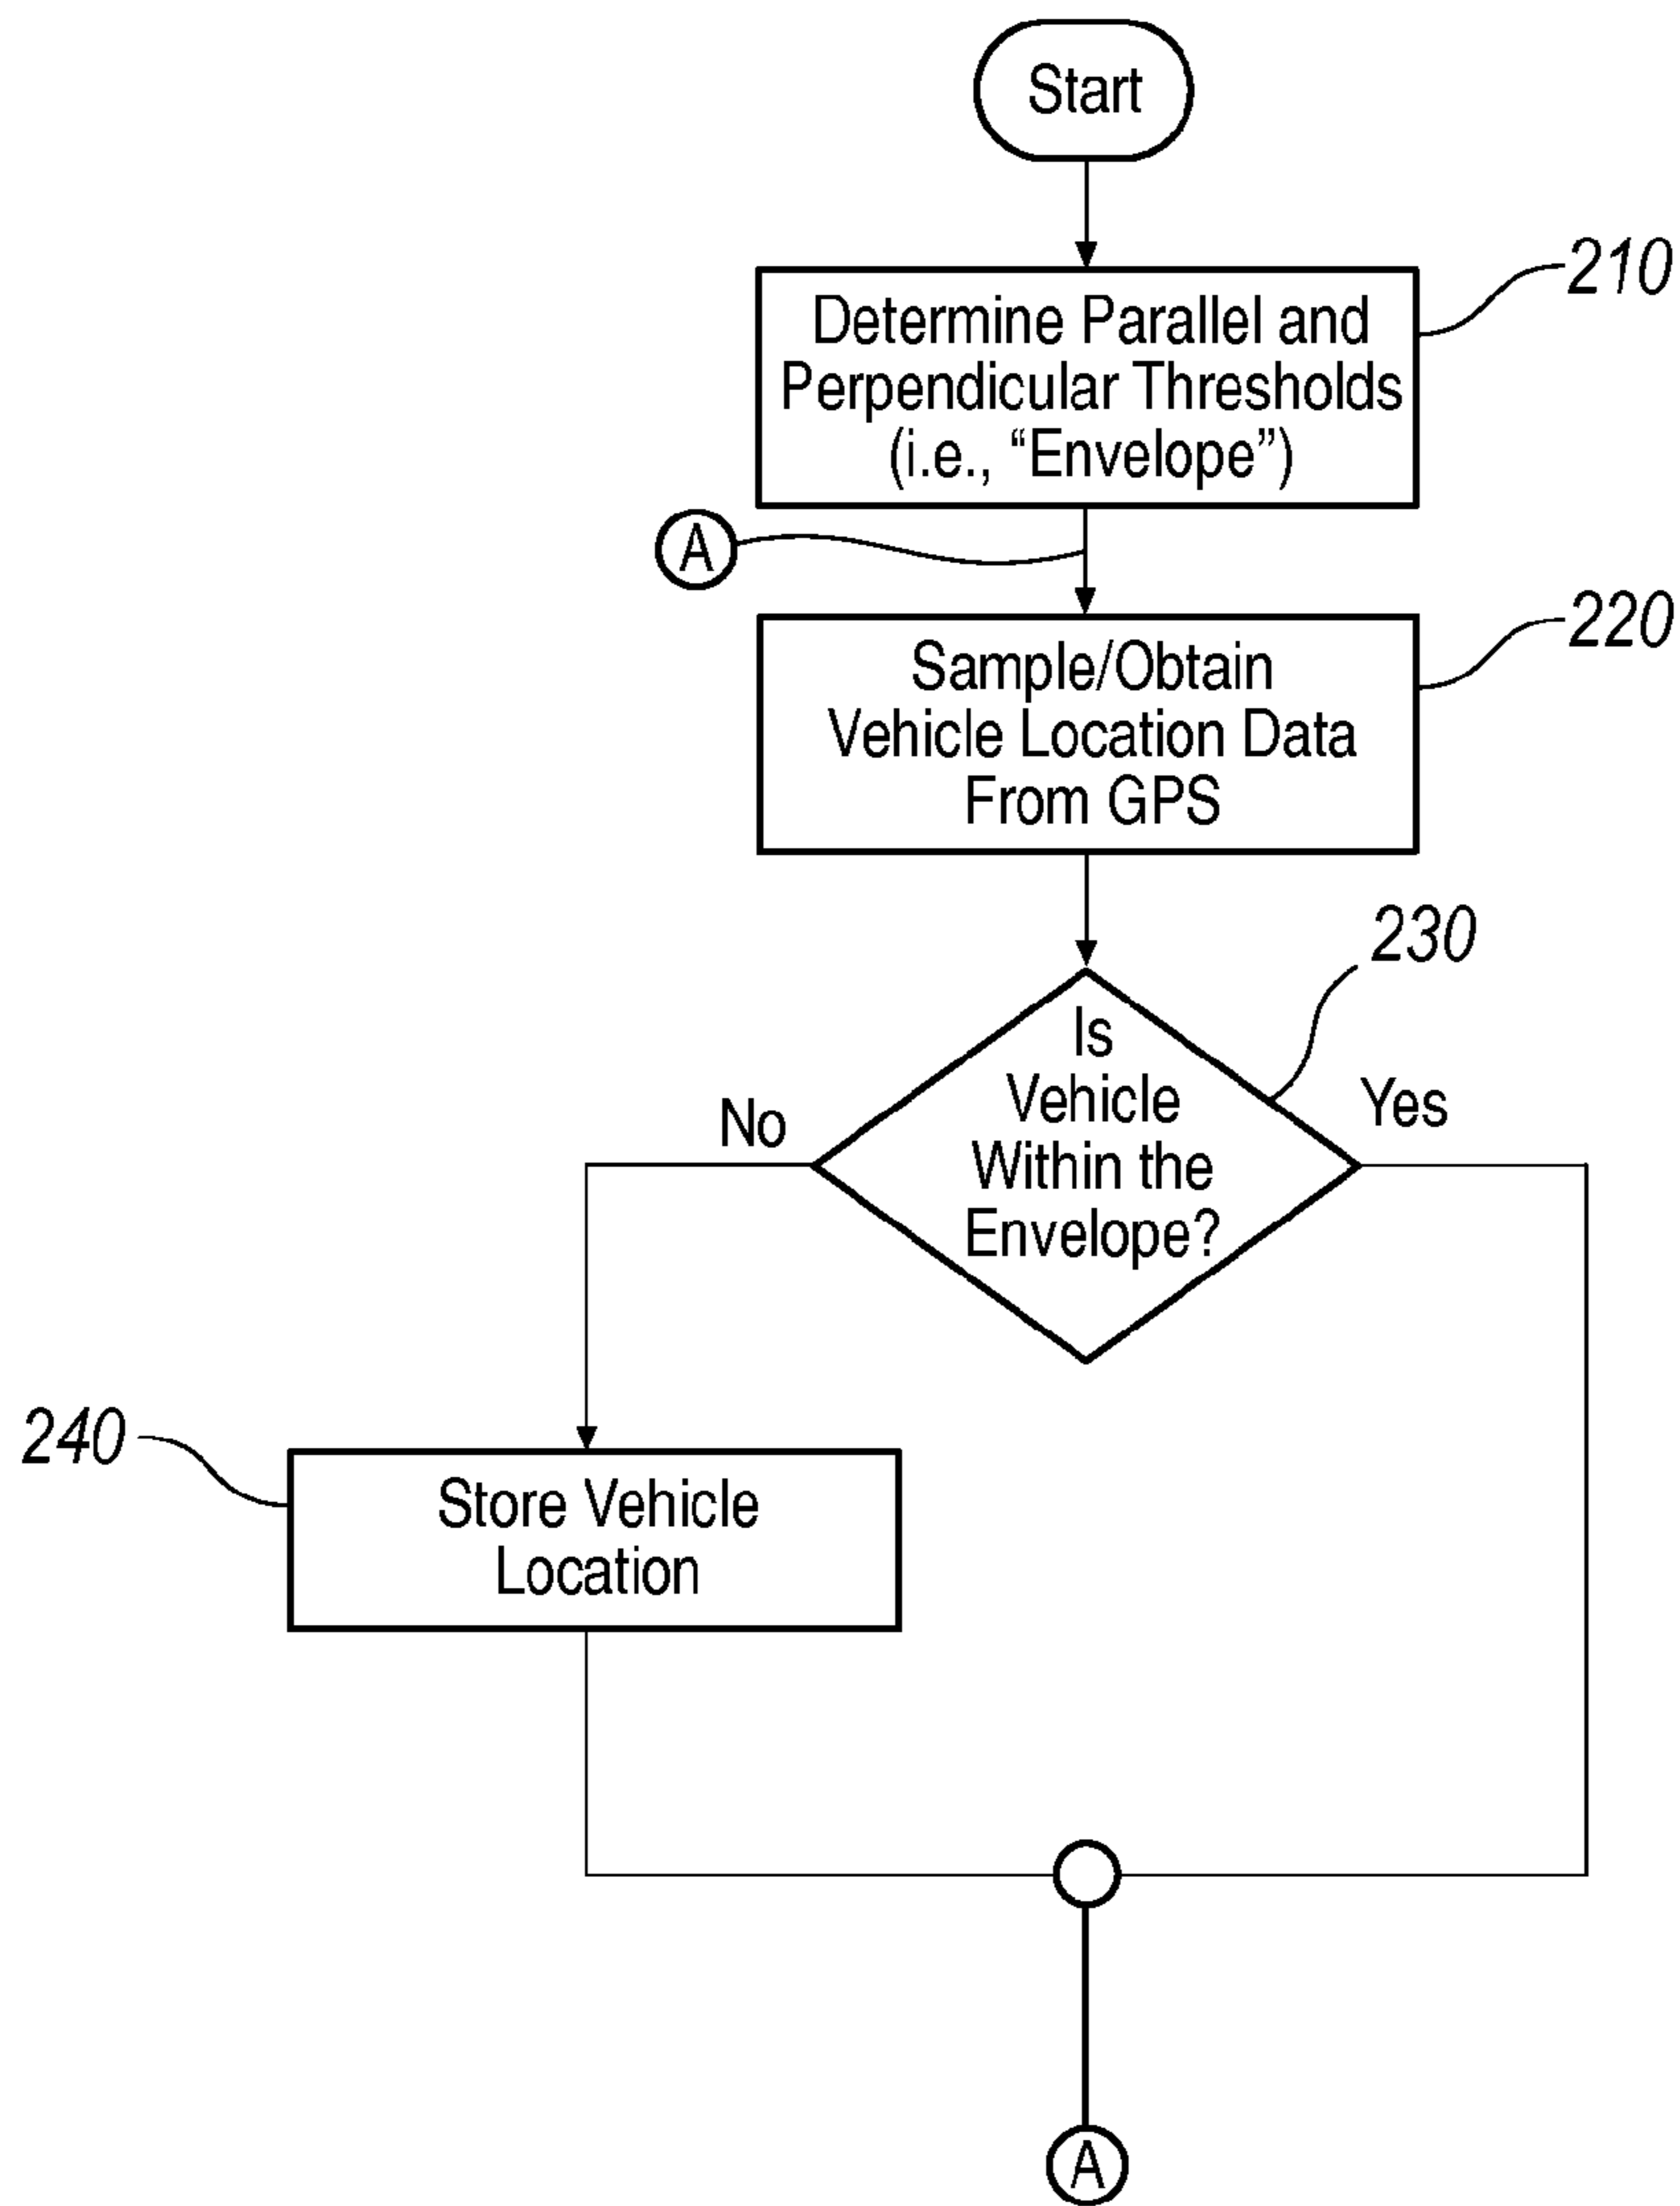 Start
210
Determine Parallel and
Perpendicular Thresholds
(i.e., “Envelope”)
A
220
Sample/Obtain
Vehicle Location Data
From GPS
230
Is
Vehicle
Within the
Envelope?
No
Yes
240
Store Vehicle
Location
A